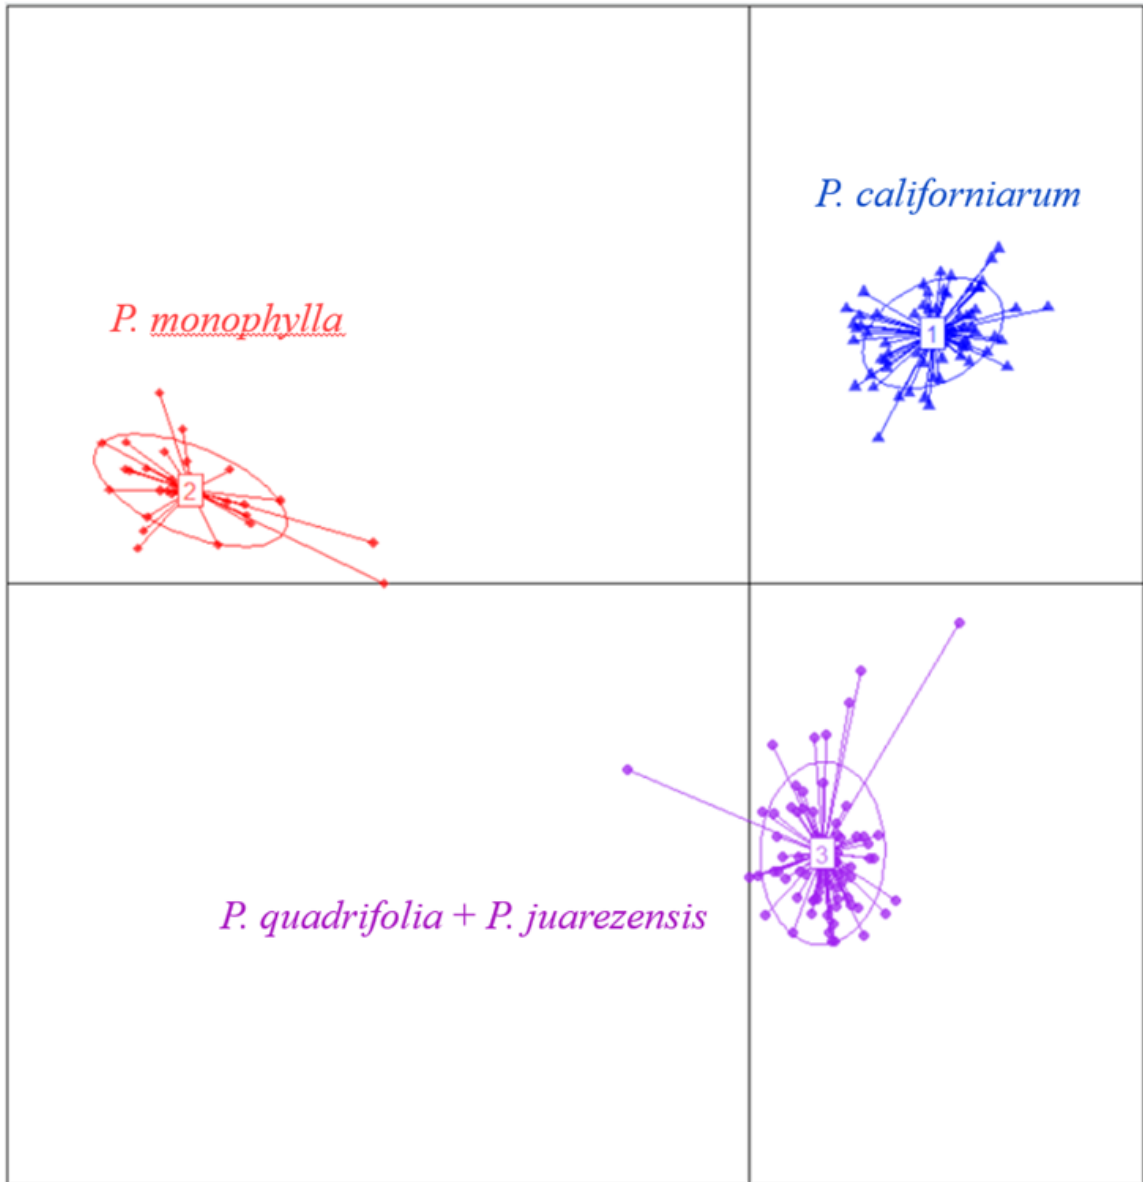 P. californiarum
P. monophylla
1
2
3
P. quadrifolia + P. juarezensis